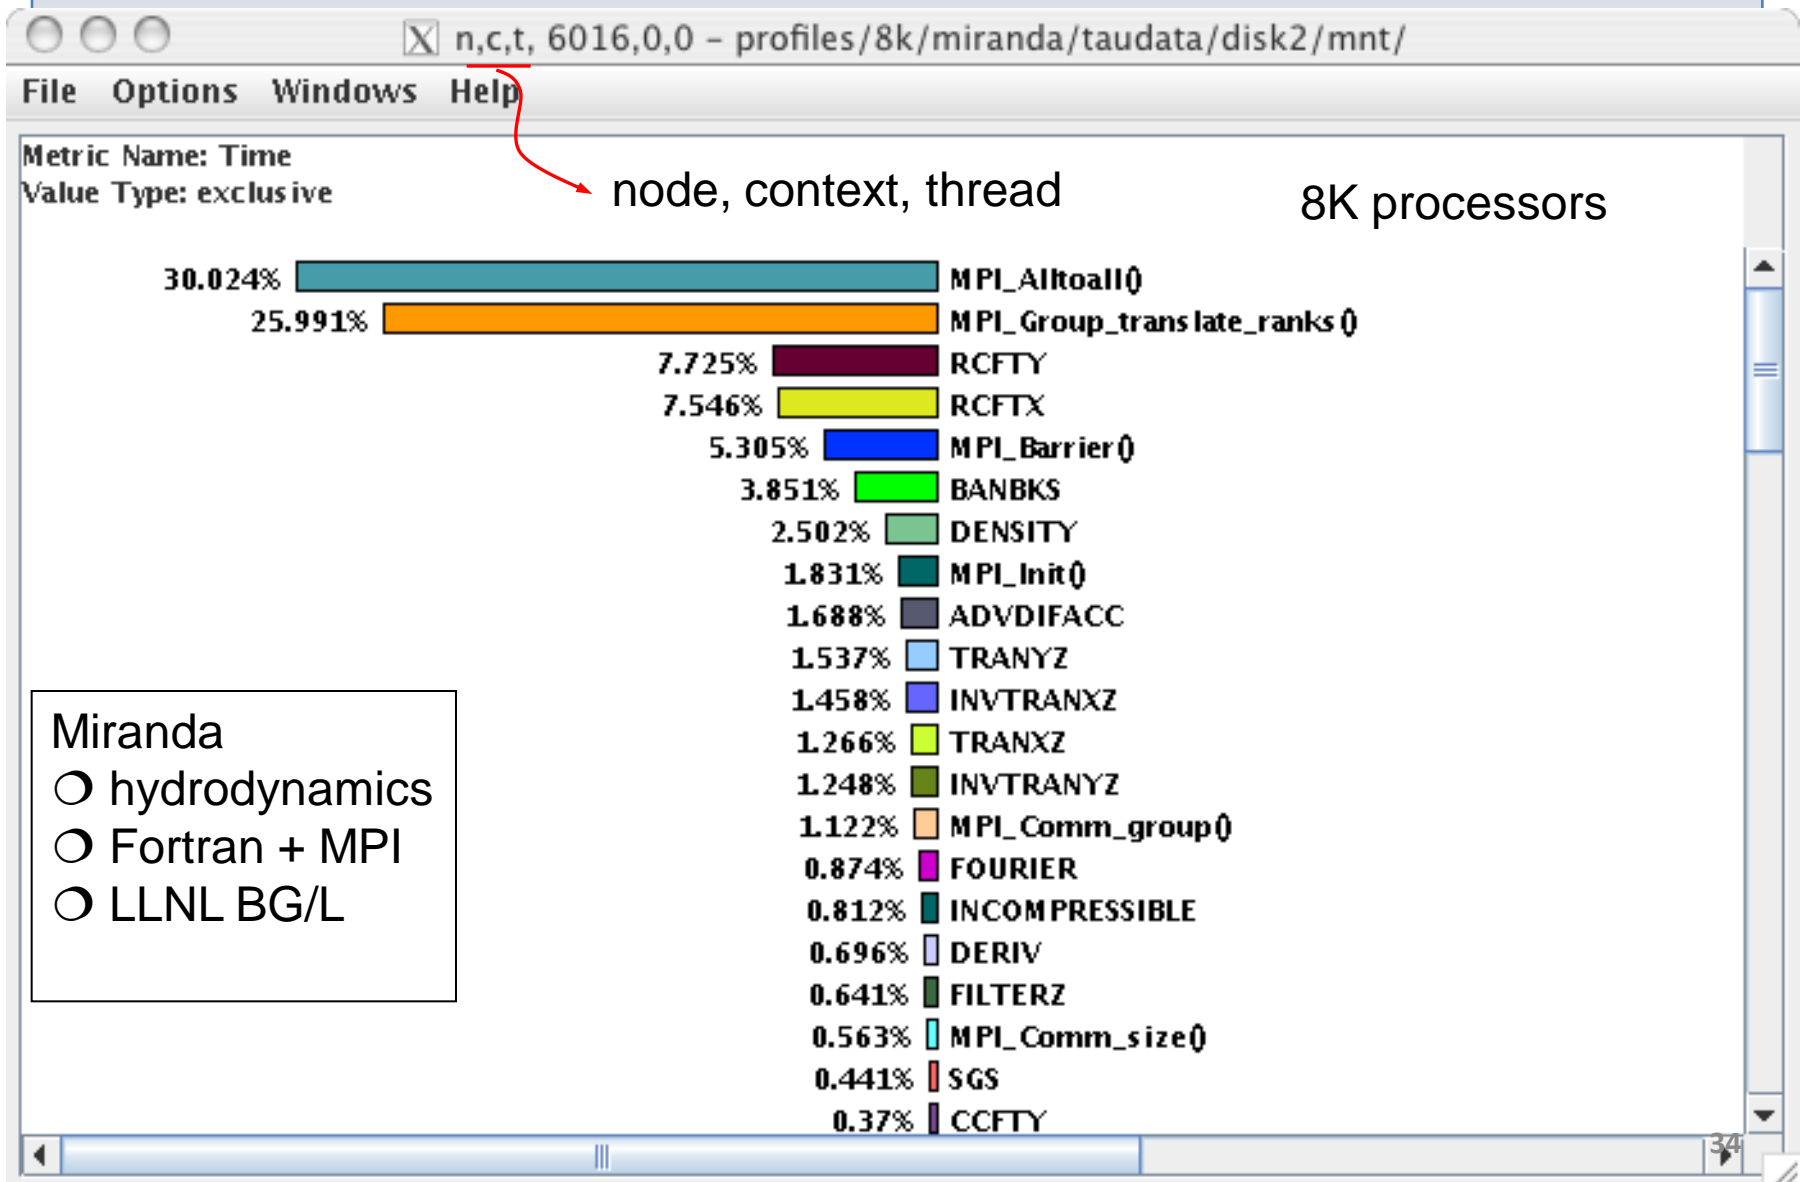 n,c,t, 6016,0,0 – profiles/8k/miranda/taudata/disk2/mnt/
File Options Windows Help
Metric Name: Time
Value Type: exclusive
node, context, thread
8K processors
30.024% MPI_Alltoall()
25.991% MPI_Group_translate_ranks()
7.725% RCFTY
7.546% RCFTX
5.305% MPI_Barrier()
3.851% BANBKS
2.502% DENSITY
1.831% MPI_Init()
1.688% ADVDIFACC
1.537% TRANYZ
1.458% INVTRANXZ
1.266% TRANXZ
1.248% INVTRANYZ
1.122% MPI_Comm_group()
0.874% FOURIER
0.812% INCOMPRESSIBLE
0.696% DERIV
0.641% FILTERZ
0.563% MPI_Comm_size()
0.441% SGS
0.37% CCFTY
Miranda
❍ hydrodynamics
❍ Fortran + MPI
❍ LLNL BG/L
34